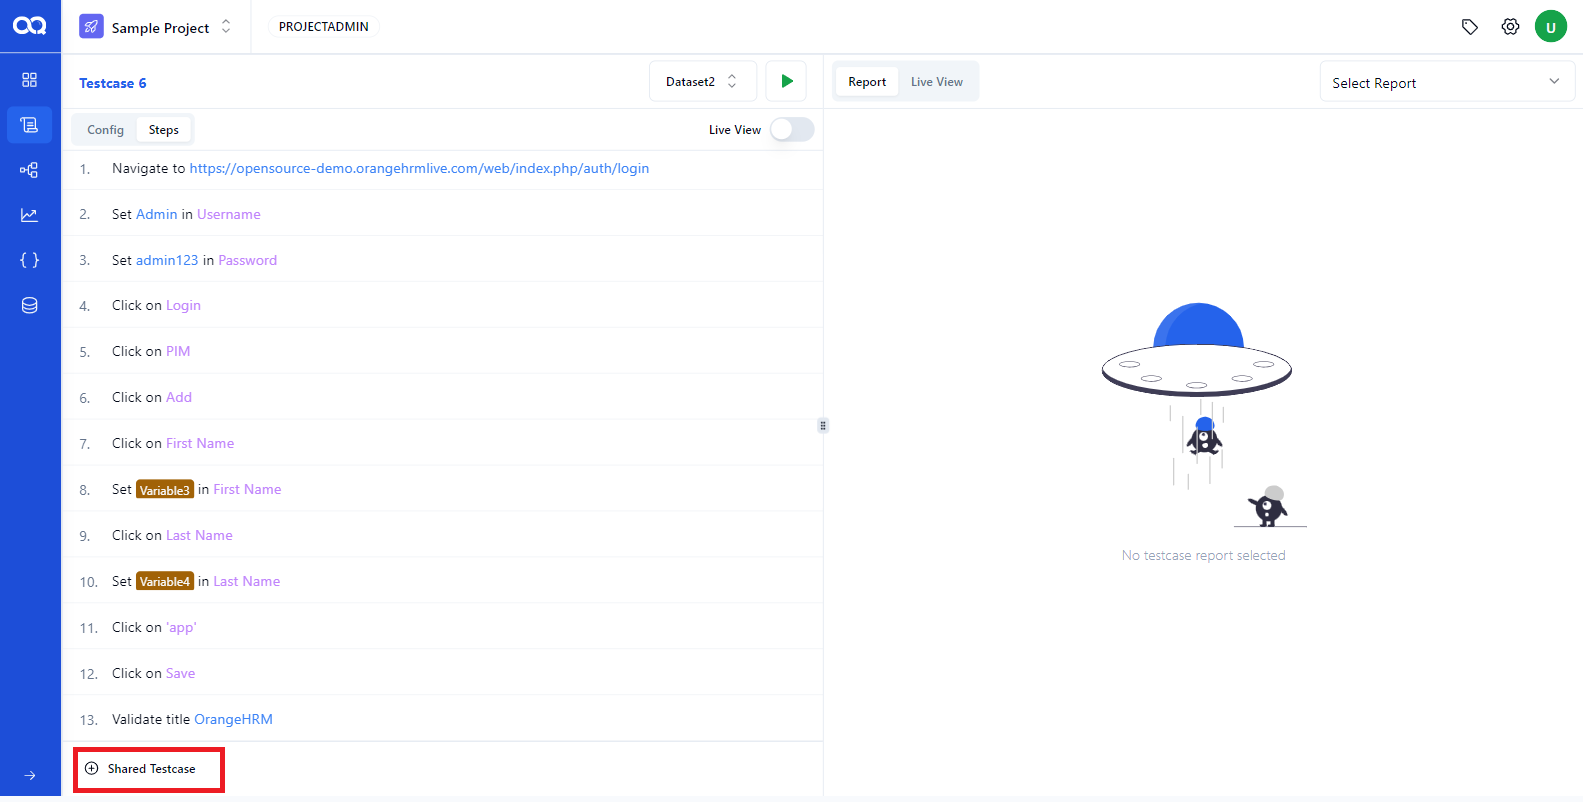 Sample Project
PROJECTADMIN
U
Testcase 6
Dataset2
Report
Live View
Select Report
Config
Steps
Live View
1. Navigate to https://opensource-demo.orangehrmlive.com/web/index.php/auth/login
2. Set Admin in Username
3. Set admin123 in Password
4. Click on Login
5. Click on PIM
6. Click on Add
7. Click on First Name
8. Set Variable3 in First Name
9. Click on Last Name
10. Set Variable4 in Last Name
11. Click on 'app'
12. Click on Save
13. Validate title OrangeHRM
Shared Testcase
No testcase report selected